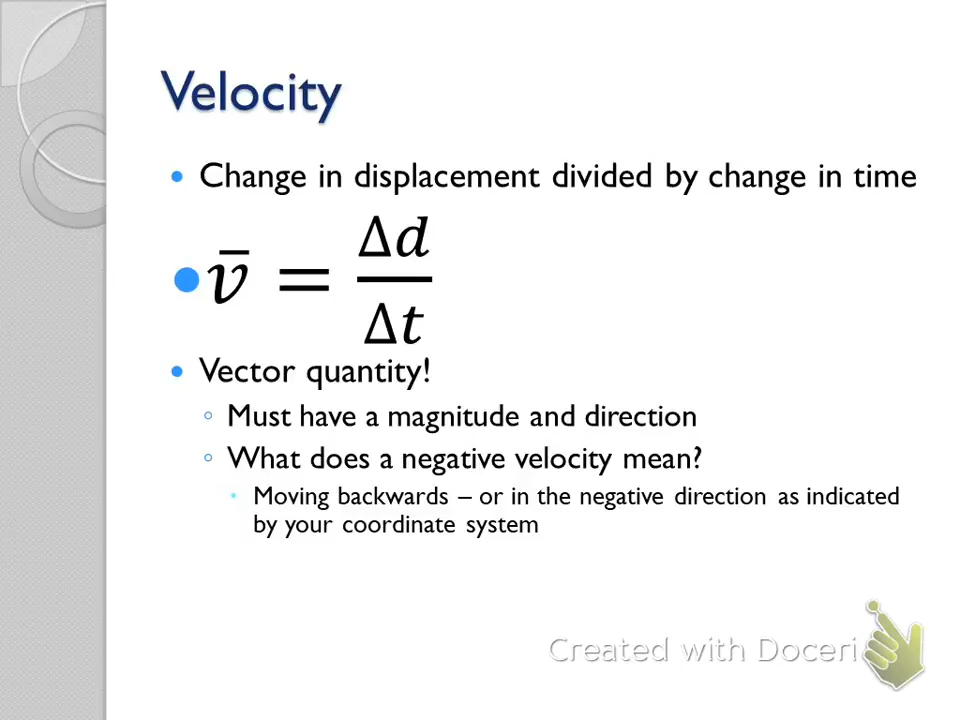 Velocity
• Change in displacement divided by change in time
• v̄ = Δd/Δt
• Vector quantity!
◦ Must have a magnitude and direction
◦ What does a negative velocity mean?
• Moving backwards – or in the negative direction as indicated
by your coordinate system
Created with Doceri